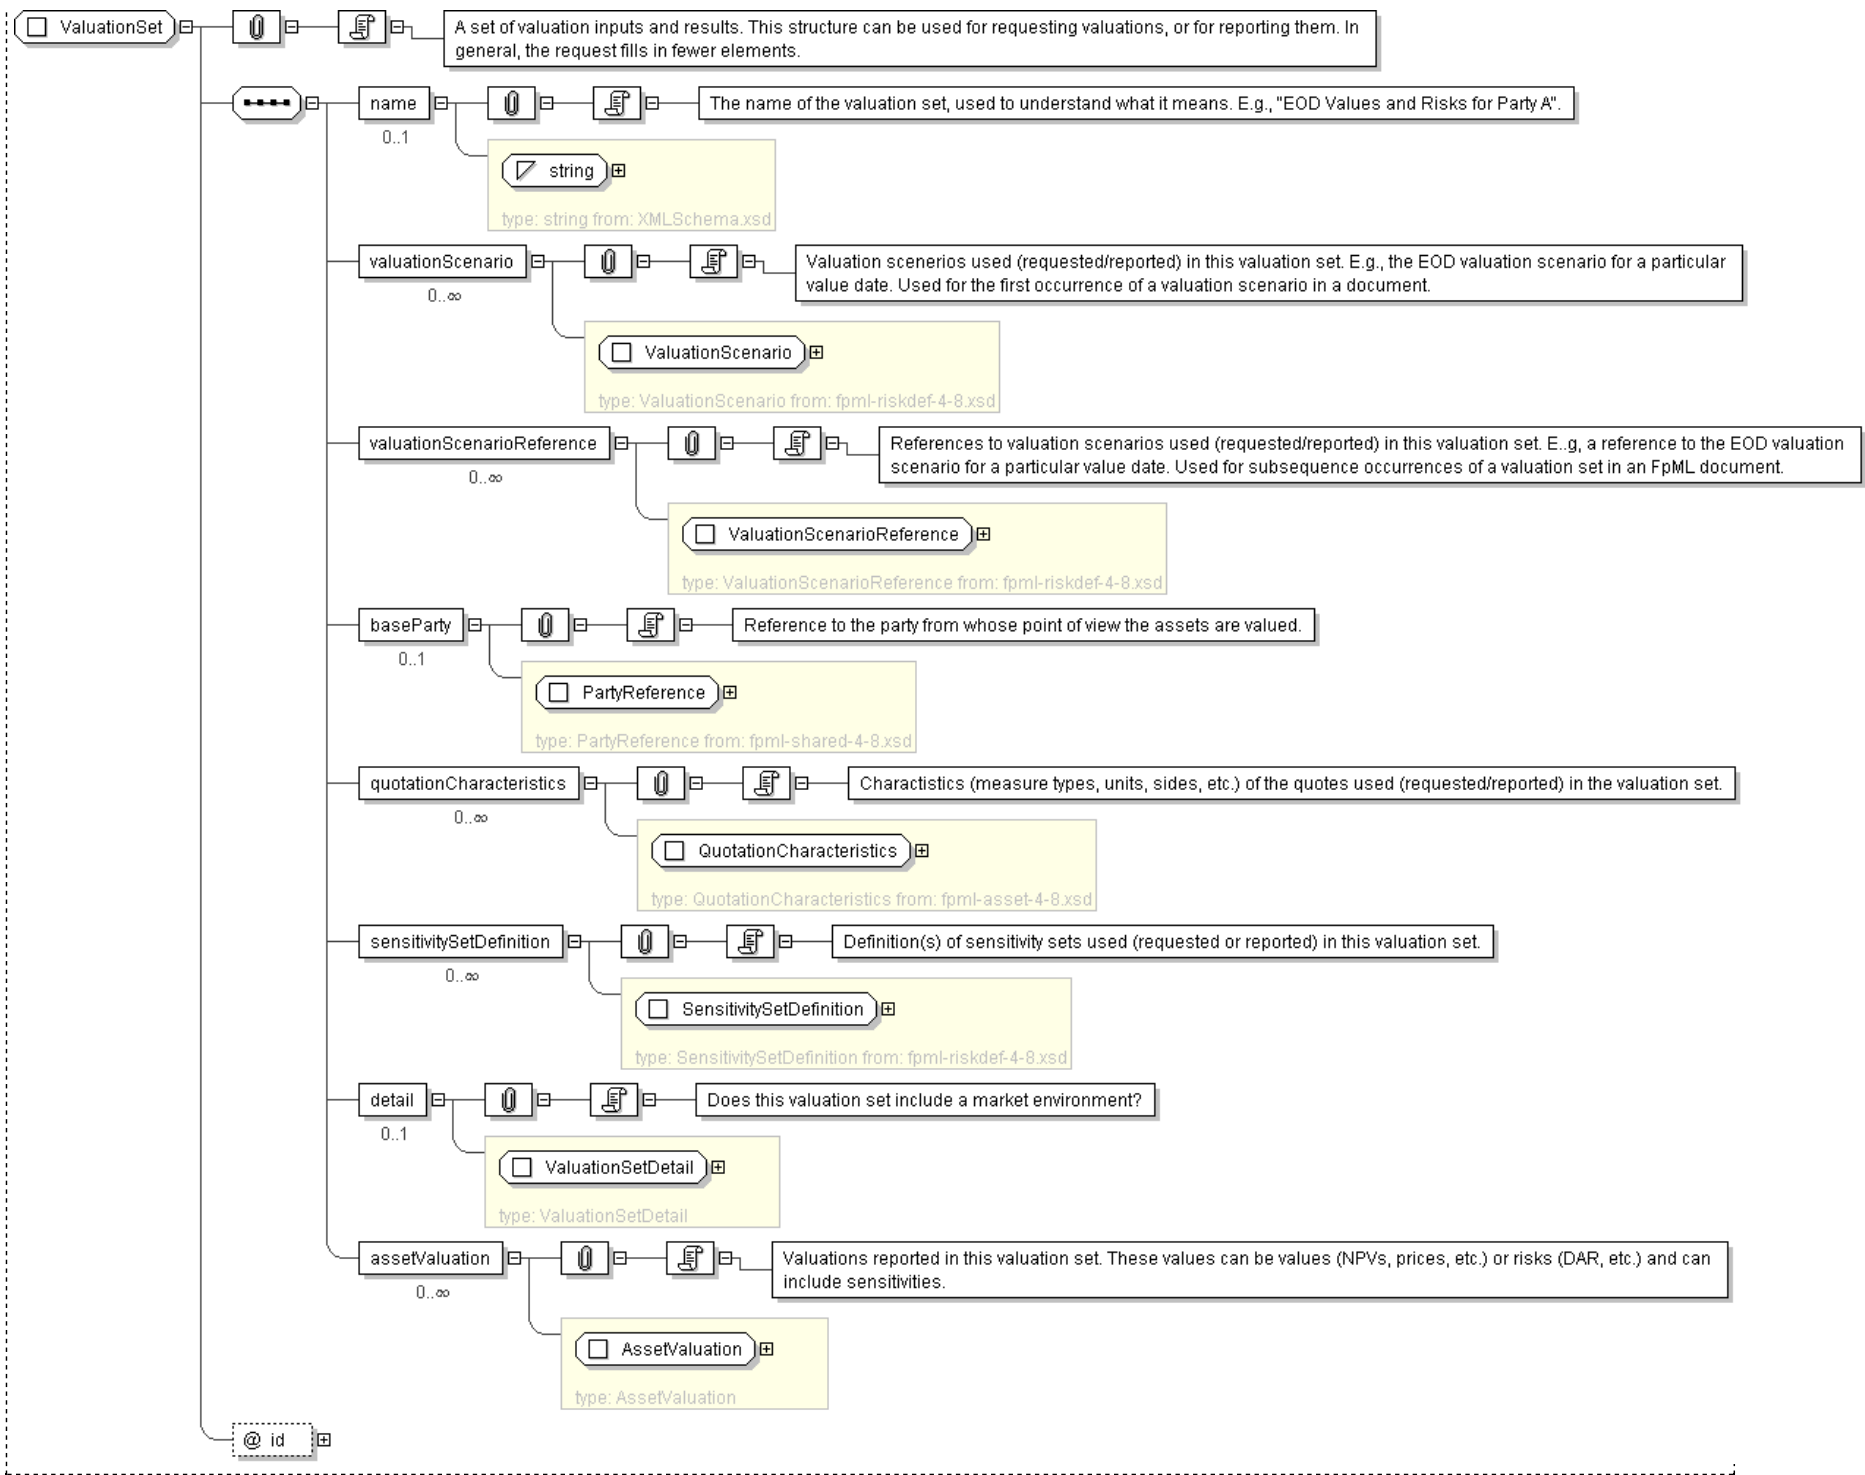 ValuationSet
A set of valuation inputs and results. This structure can be used for requesting valuations, or for reporting them. In
general, the request fills in fewer elements.
name
The name of the valuation set, used to understand what it means. E.g., "EOD Values and Risks for Party A".
0..1
string
type: string from: XMLSchema.xsd
valuationScenario
Valuation scenerios used (requested/reported) in this valuation set. E.g., the EOD valuation scenario for a particular
value date. Used for the first occurrence of a valuation scenario in a document.
0..∞
ValuationScenario
type: ValuationScenario from: fpml-riskdef-4-8.xsd
valuationScenarioReference
References to valuation scenarios used (requested/reported) in this valuation set. E..g, a reference to the EOD valuation
scenario for a particular value date. Used for subsequence occurrences of a valuation set in an FpML document.
0..∞
ValuationScenarioReference
type: ValuationScenarioReference from: fpml-riskdef-4-8.xsd
baseParty
Reference to the party from whose point of view the assets are valued.
0..1
PartyReference
type: PartyReference from: fpml-shared-4-8.xsd
quotationCharacteristics
Charactistics (measure types, units, sides, etc.) of the quotes used (requested/reported) in the valuation set.
0..∞
QuotationCharacteristics
type: QuotationCharacteristics from: fpml-asset-4-8.xsd
sensitivitySetDefinition
Definition(s) of sensitivity sets used (requested or reported) in this valuation set.
0..∞
SensitivitySetDefinition
type: SensitivitySetDefinition from: fpml-riskdef-4-8.xsd
detail
Does this valuation set include a market environment?
0..1
ValuationSetDetail
type: ValuationSetDetail
assetValuation
Valuations reported in this valuation set. These values can be values (NPVs, prices, etc.) or risks (DAR, etc.) and can
include sensitivities.
0..∞
AssetValuation
type: AssetValuation
@ id